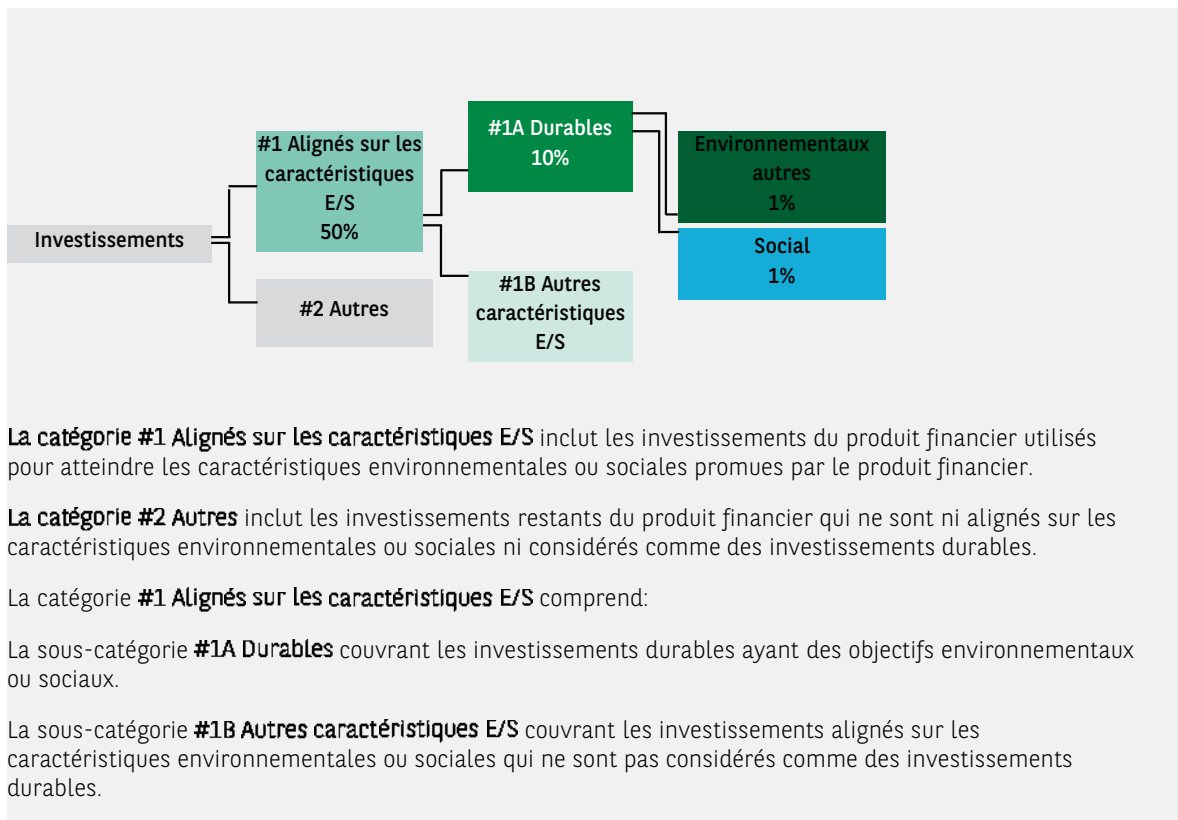 #1A Durables
10%
#1 Alignés sur les
caractéristiques
E/S
50%
Environnementaux
autres
1%
Investissements
Social
1%
#2 Autres
#1B Autres
caractéristiques
E/S
La catégorie #1 Alignés sur les caractéristiques E/S inclut les investissements du produit financier utilisés
pour atteindre les caractéristiques environnementales ou sociales promues par le produit financier.
La catégorie #2 Autres inclut les investissements restants du produit financier qui ne sont ni alignés sur les
caractéristiques environnementales ou sociales ni considérés comme des investissements durables.
La catégorie #1 Alignés sur les caractéristiques E/S comprend:
La sous-catégorie #1A Durables couvrant les investissements durables ayant des objectifs environnementaux
ou sociaux.
La sous-catégorie #1B Autres caractéristiques E/S couvrant les investissements alignés sur les
caractéristiques environnementales ou sociales qui ne sont pas considérés comme des investissements
durables.